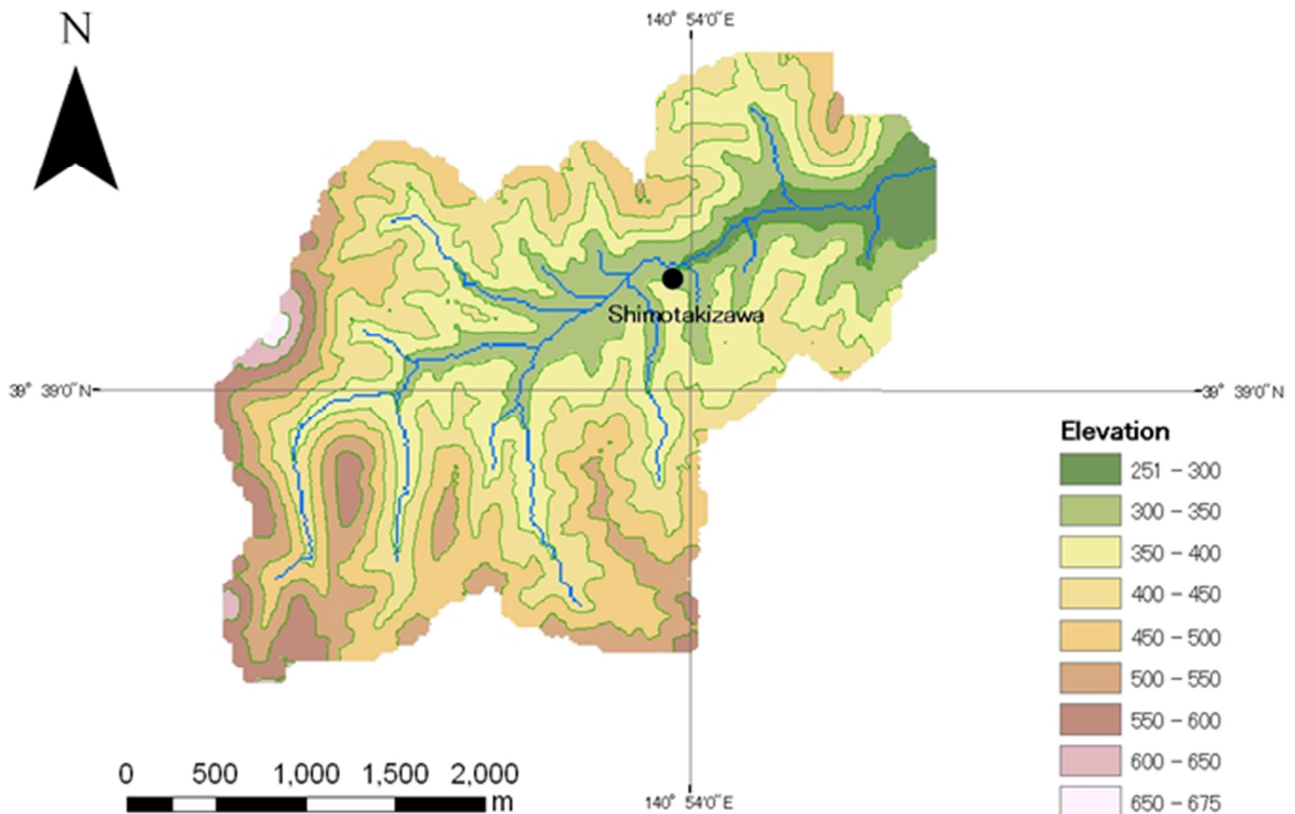 N
140° 54'0"E
Shimotakizawa
39° 39'0"N
39° 39'0"N
Elevation
251 - 300
300 - 350
350 - 400
400 - 450
450 - 500
500 - 550
550 - 600
600 - 650
650 - 675
0 500 1,000 1,500 2,000
m
140° 54'0"E